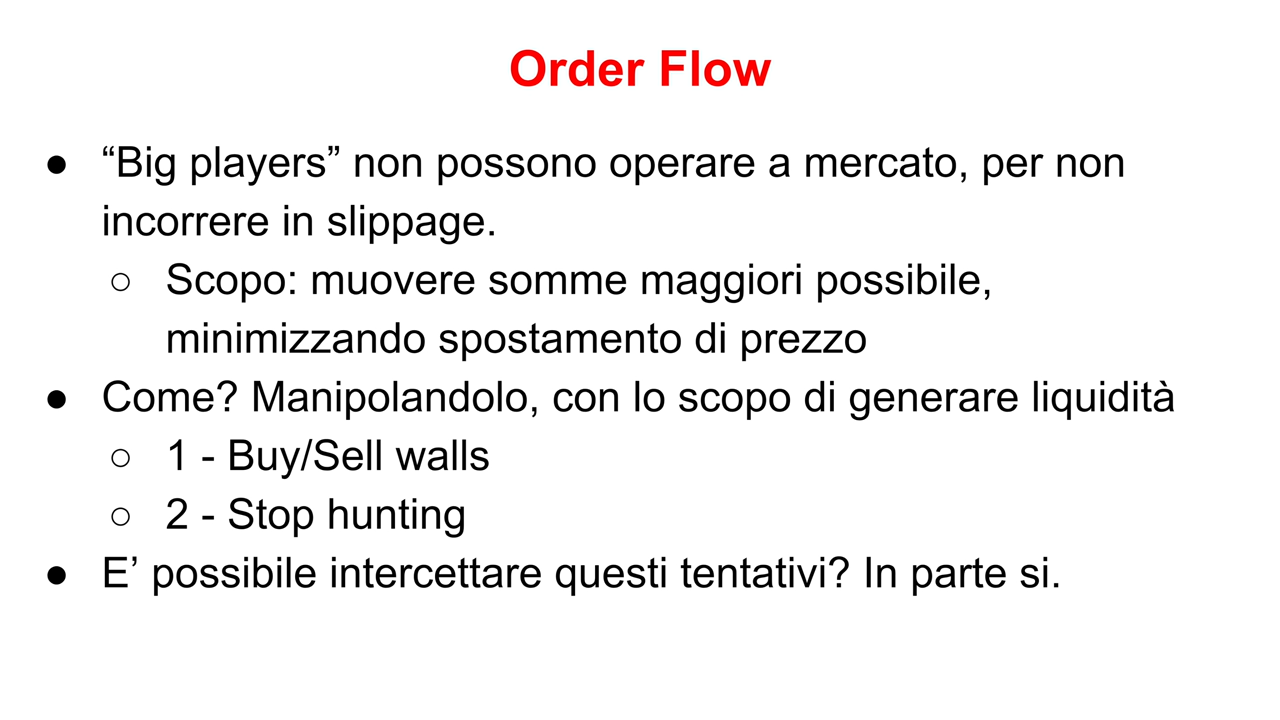 Order Flow
● “Big players” non possono operare a mercato, per non
incorrere in slippage.
○ Scopo: muovere somme maggiori possibile,
minimizzando spostamento di prezzo
● Come? Manipolandolo, con lo scopo di generare liquidità
○ 1 - Buy/Sell walls
○ 2 - Stop hunting
● E’ possibile intercettare questi tentativi? In parte si.